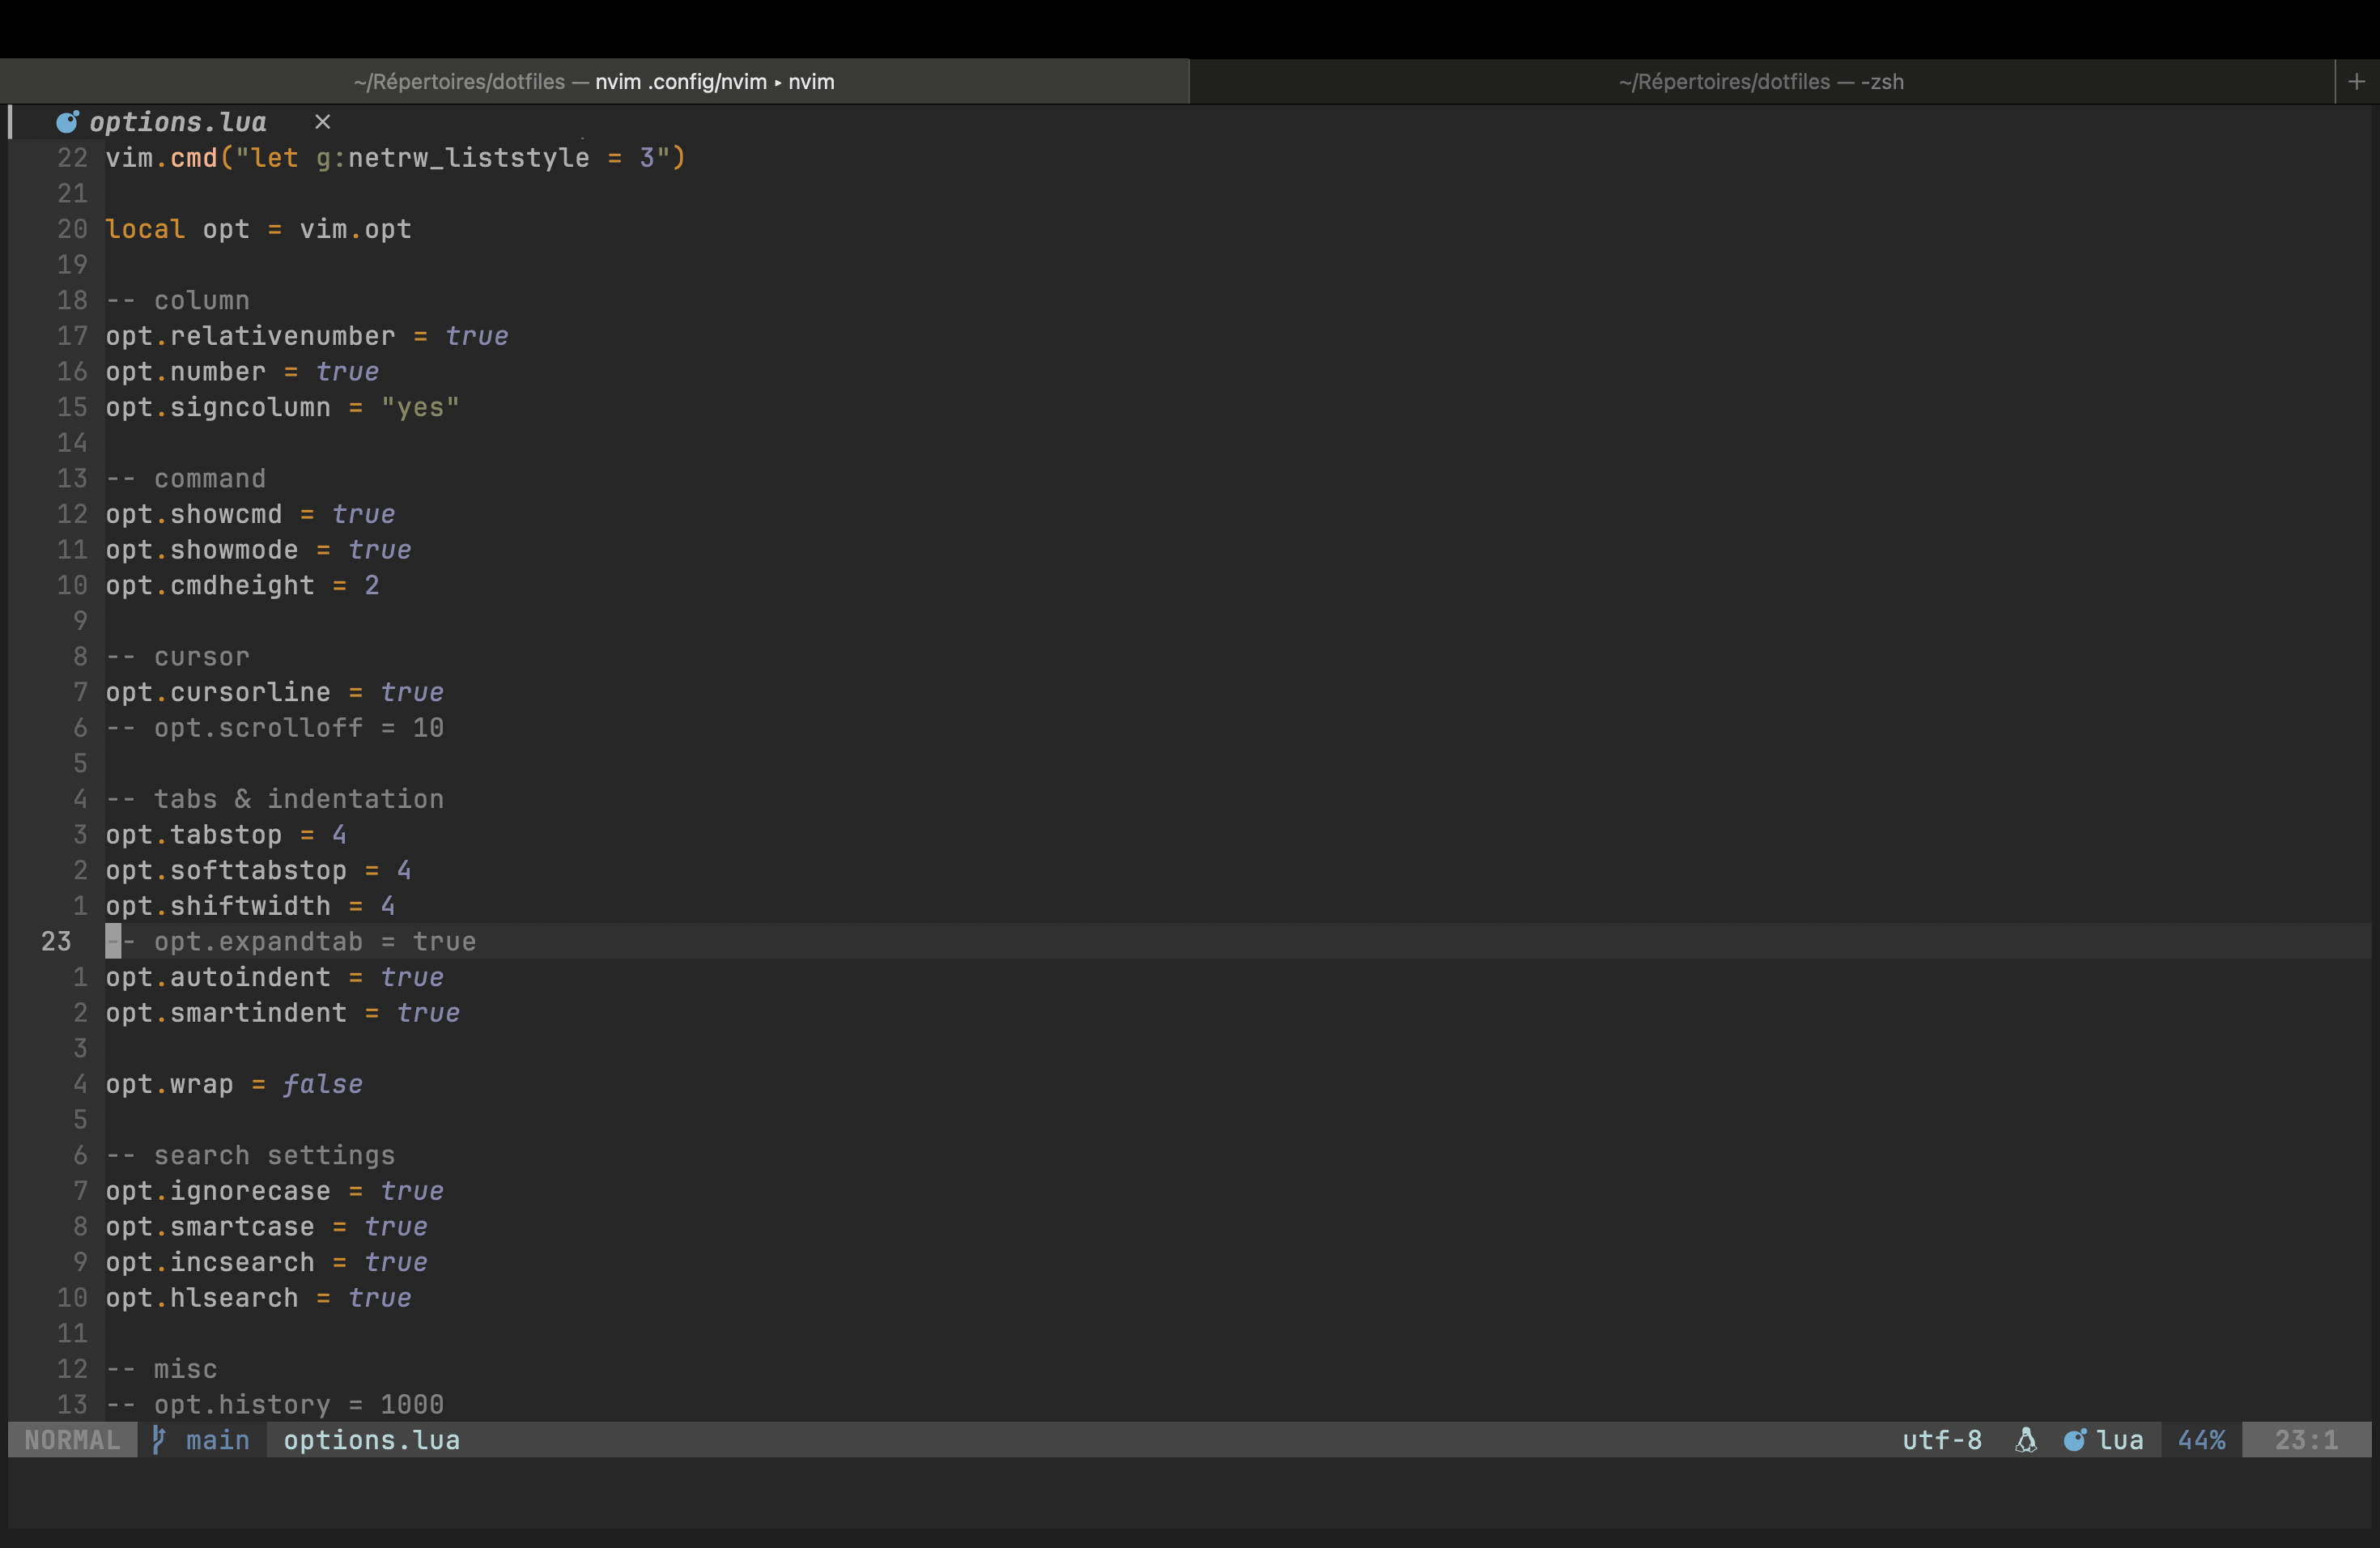 ~/Répertoires/dotfiles — nvim .config/nvim ▸ nvim
~/Répertoires/dotfiles — -zsh
+
options.lua ×
22 vim.cmd("let g:netrw_liststyle = 3")
21
20 local opt = vim.opt
19
18 -- column
17 opt.relativenumber = true
16 opt.number = true
15 opt.signcolumn = "yes"
14
13 -- command
12 opt.showcmd = true
11 opt.showmode = true
10 opt.cmdheight = 2
9
8 -- cursor
7 opt.cursorline = true
6 -- opt.scrolloff = 10
5
4 -- tabs & indentation
3 opt.tabstop = 4
2 opt.softtabstop = 4
1 opt.shiftwidth = 4
23 -- opt.expandtab = true
1 opt.autoindent = true
2 opt.smartindent = true
3
4 opt.wrap = false
5
6 -- search settings
7 opt.ignorecase = true
8 opt.smartcase = true
9 opt.incsearch = true
10 opt.hlsearch = true
11
12 -- misc
13 -- opt.history = 1000
NORMAL main options.lua utf-8 lua 44% 23:1